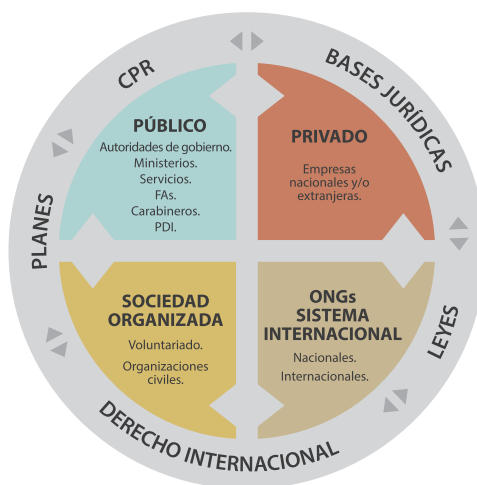 CPR
BASES JURÍDICAS
PÚBLICO
Autoridades de gobierno.
Ministerios.
Servicios.
FAs.
Carabineros.
PDI.
PRIVADO
Empresas
nacionales y/o
extranjeras.
PLANES
SOCIEDAD
ORGANIZADA
Voluntariado.
Organizaciones
civiles.
ONGs
SISTEMA
INTERNACIONAL
Nacionales.
Internacionales.
LEYES
DERECHO INTERNACIONAL